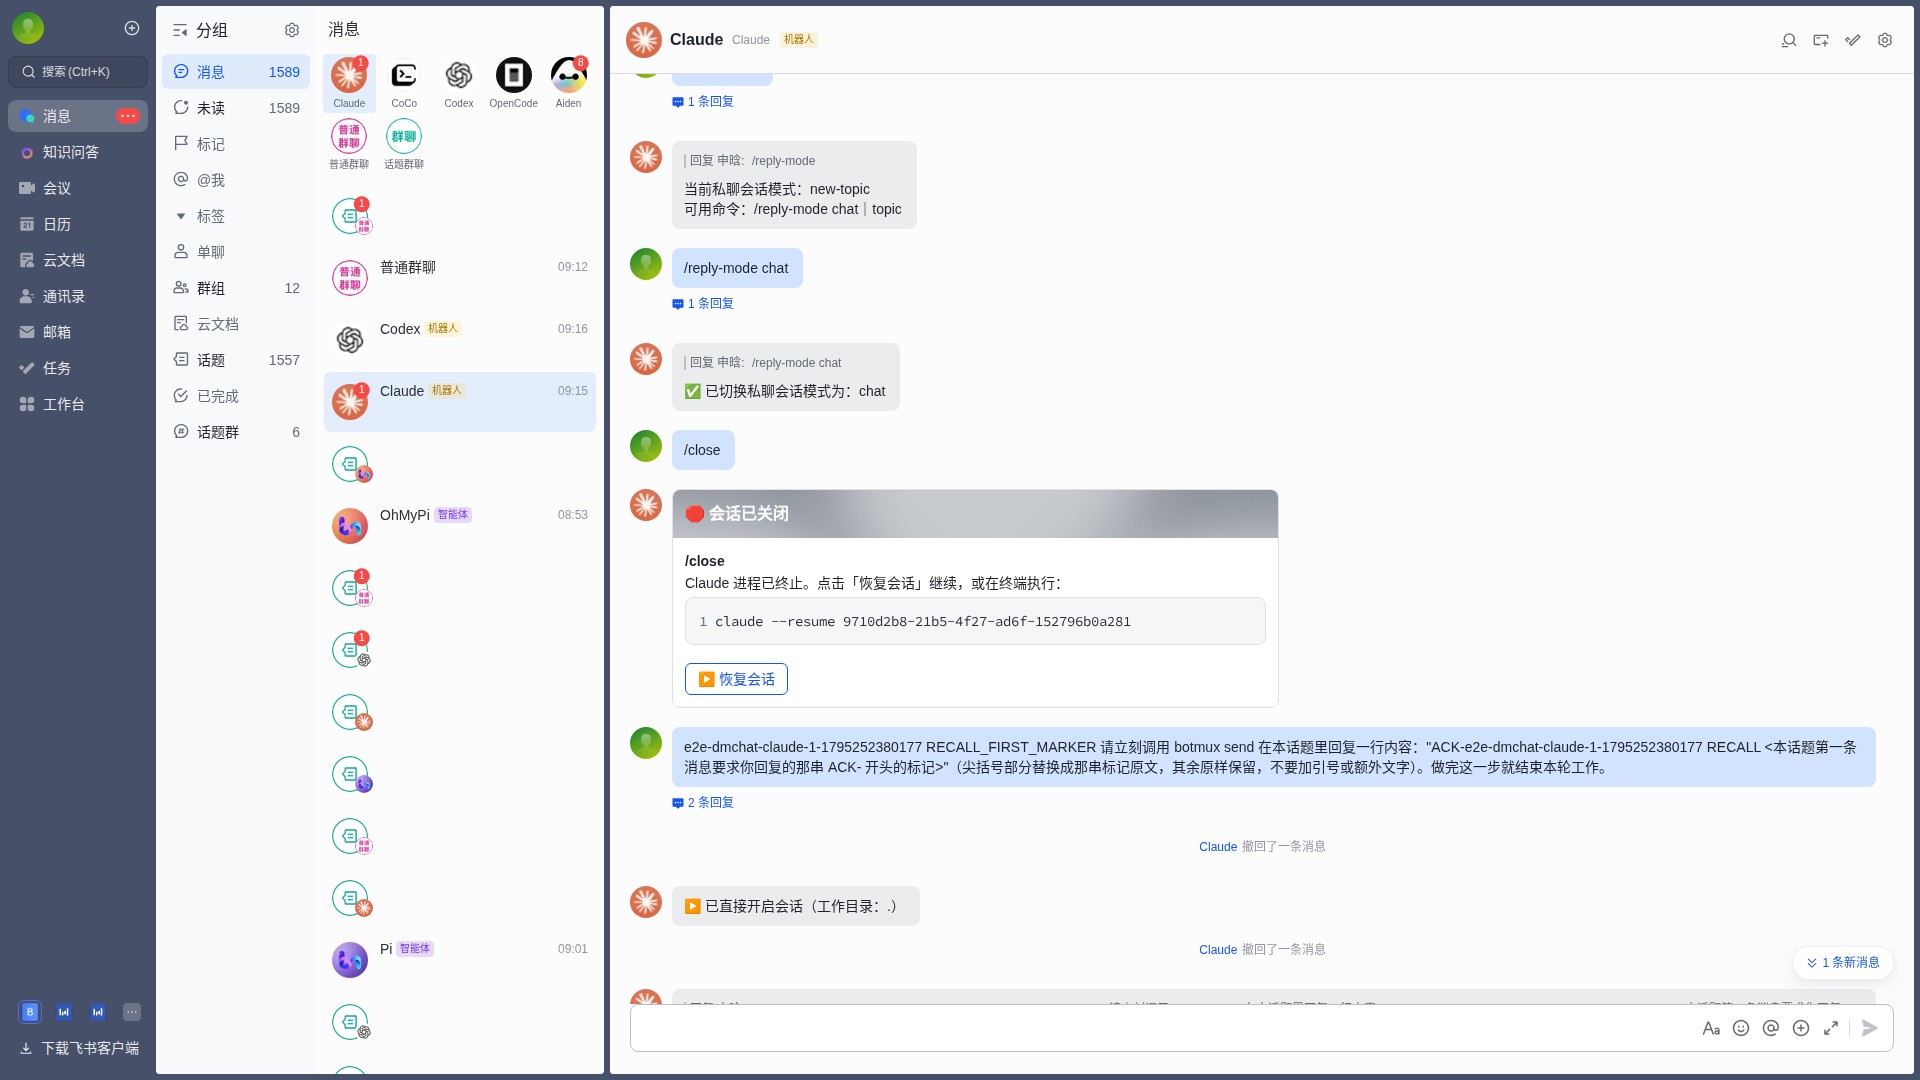 搜索 (Ctrl+K)
消息
知识问答
会议
日历
云文档
通讯录
邮箱
任务
工作台
下载飞书客户端
分组
消息 1589
未读 1589
标记
@我
标签
单聊
群组 12
云文档
话题 1557
已完成
话题群 6
消息
1
8
Claude
CoCo
Codex
OpenCode
Aiden
普通群聊
群聊
普通群聊
话题群聊
1
普通群聊
普通群聊 09:12
Codex 机器人 09:16
1
Claude 机器人 09:15
OhMyPi 智能体 08:53
1
1
Pi 智能体 09:01
Claude Claude 机器人
1 条回复
回复 申晗: /reply-mode
当前私聊会话模式：new-topic
可用命令：/reply-mode chat｜topic
/reply-mode chat
1 条回复
回复 申晗: /reply-mode chat
✅ 已切换私聊会话模式为：chat
/close
会话已关闭
/close
Claude 进程已终止。点击「恢复会话」继续，或在终端执行：
1 claude --resume 9710d2b8-21b5-4f27-ad6f-152796b0a281
▶️ 恢复会话
e2e-dmchat-claude-1-1795252380177 RECALL_FIRST_MARKER 请立刻调用 botmux send 在本话题里回复一行内容："ACK-e2e-dmchat-claude-1-1795252380177 RECALL <本话题第一条
消息要求你回复的那串 ACK- 开头的标记>"（尖括号部分替换成那串标记原文，其余原样保留，不要加引号或额外文字）。做完这一步就结束本轮工作。
2 条回复
Claude 撤回了一条消息
▶️ 已直接开启会话（工作目录：.）
Claude 撤回了一条消息
1 条新消息